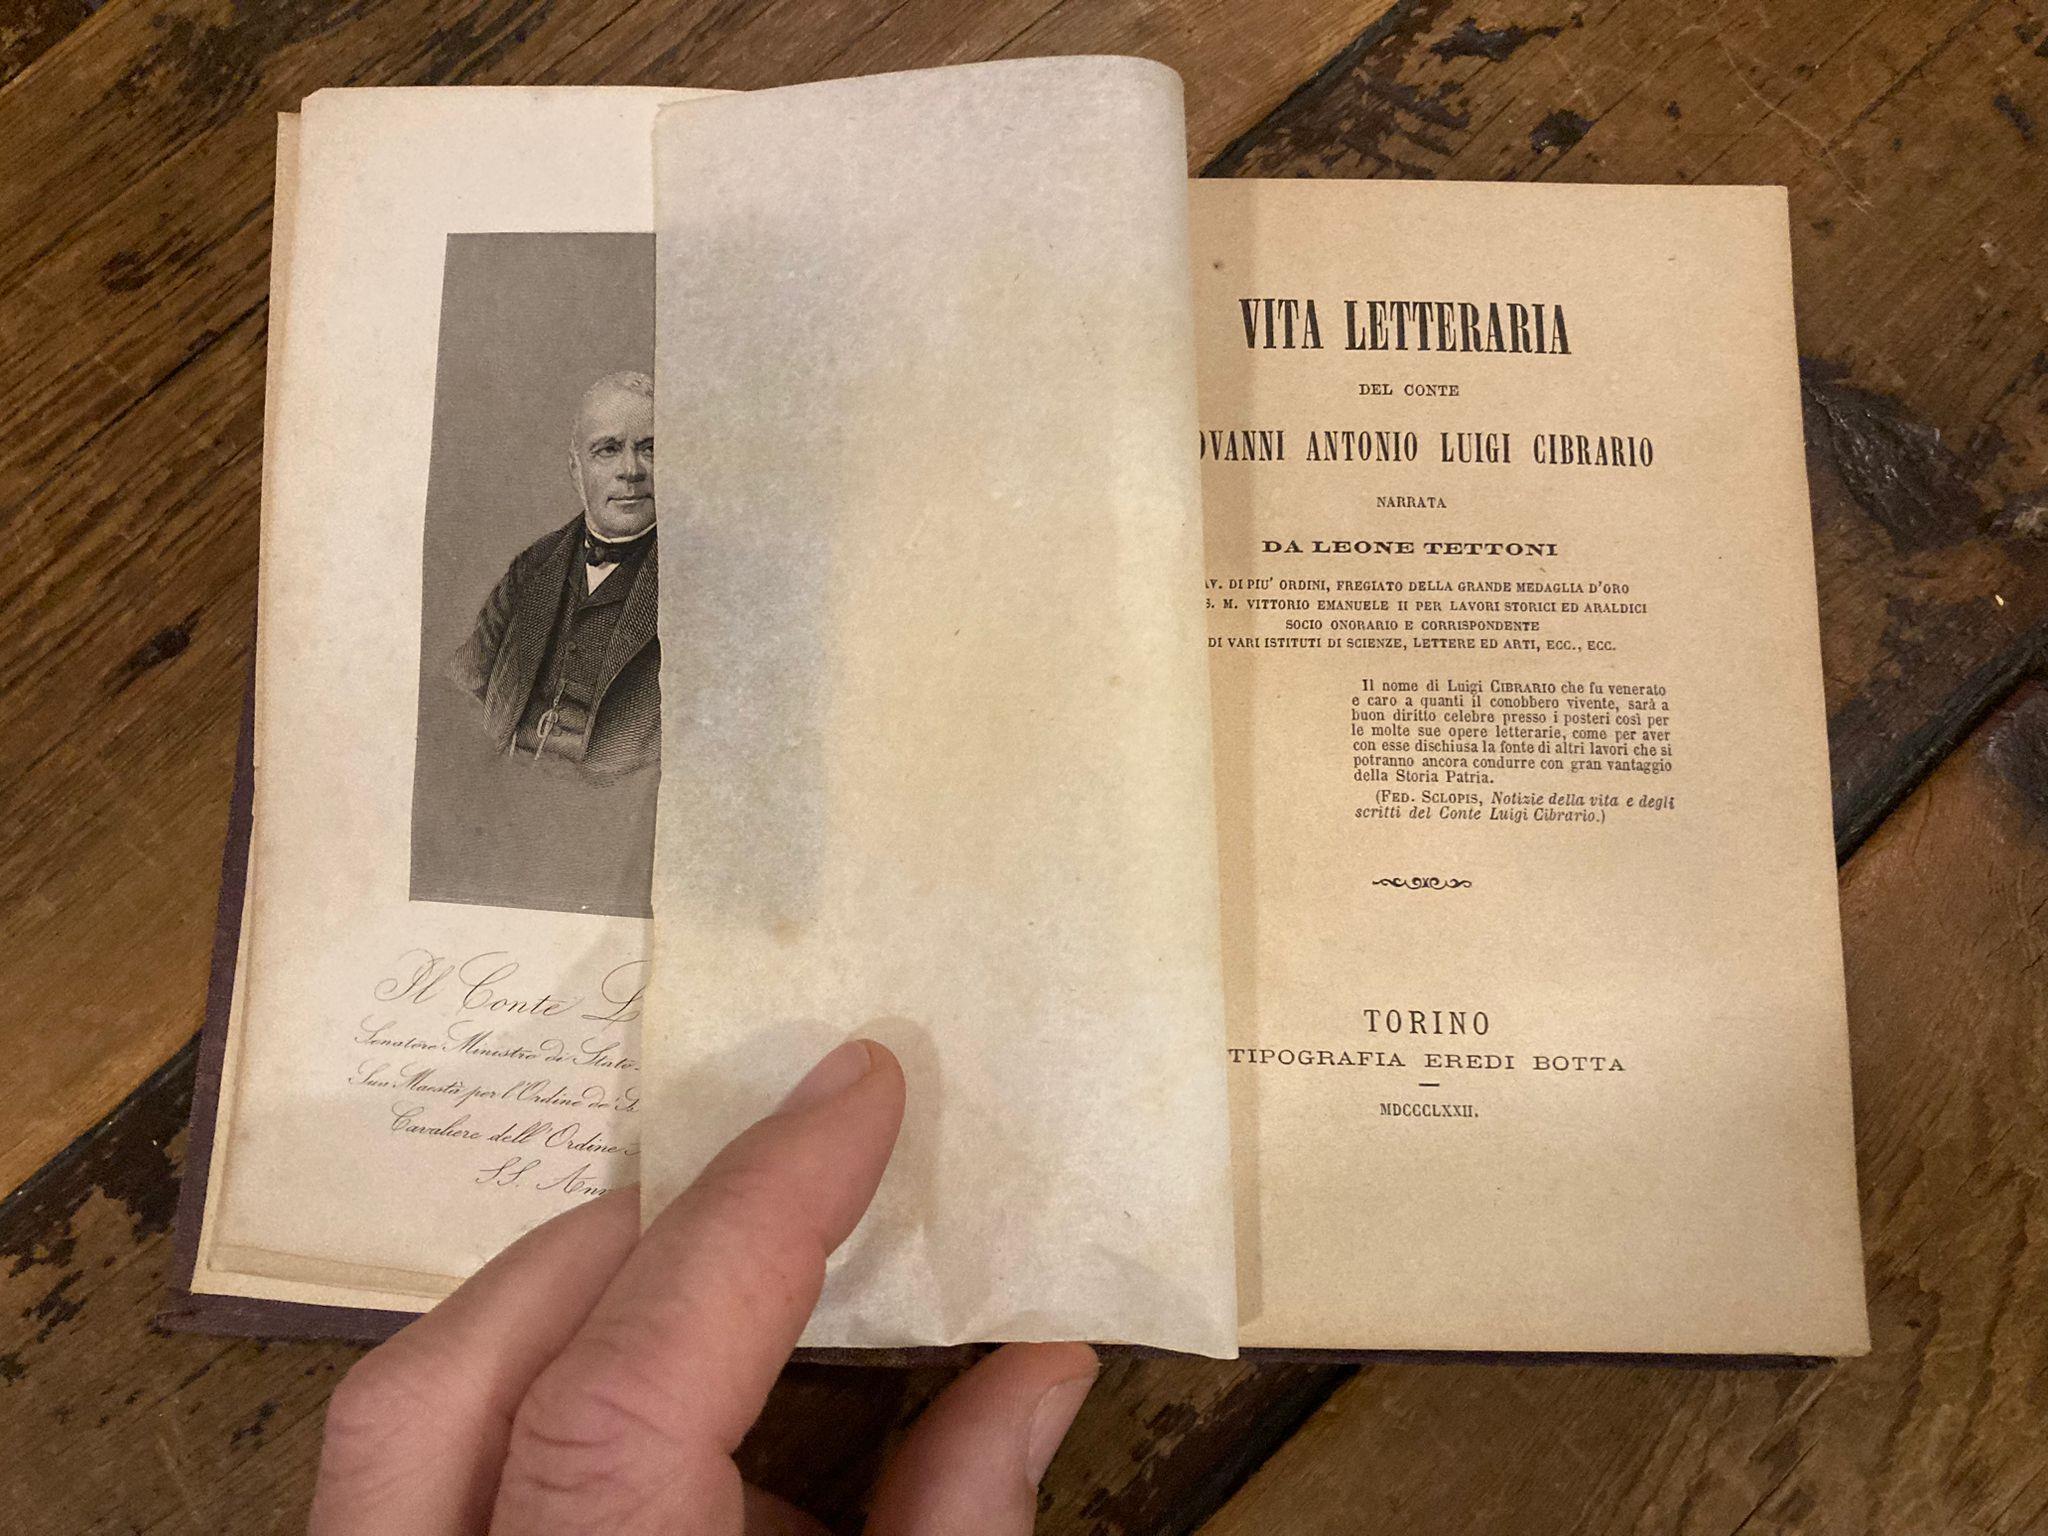 Il Conte
Senatore Ministro di Stato
Sua Maestà per l'Ordine de'
Cavaliere dell'Ordine
SS.
VITA LETTERARIA
DEL CONTE
OVANNI ANTONIO LUIGI CIBRARIO
NARRATA
DA LEONE TETTONI
AV. DI PIU' ORDINI, FREGIATO DELLA GRANDE MEDAGLIA D'ORO
S. M. VITTORIO EMANUELE II PER LAVORI STORICI ED ARALDICI
SOCIO ONORARIO E CORRISPONDENTE
DI VARI ISTITUTI DI SCIENZE, LETTERE ED ARTI, ECC., ECC.
Il nome di Luigi CIBRARIO che fu venerato
e caro a quanti il conobbero vivente, sarà a
buon diritto celebre presso i posteri così per
le molte sue opere letterarie, come per aver
con esse dischiusa la fonte di altri lavori che si
potranno ancora condurre con gran vantaggio
della Storia Patria.
(FED. SCLOPIS, Notizie della vita e degli
scritti del Conte Luigi Cibrario.)
TORINO
TIPOGRAFIA EREDI BOTTA
MDCCCLXXII.